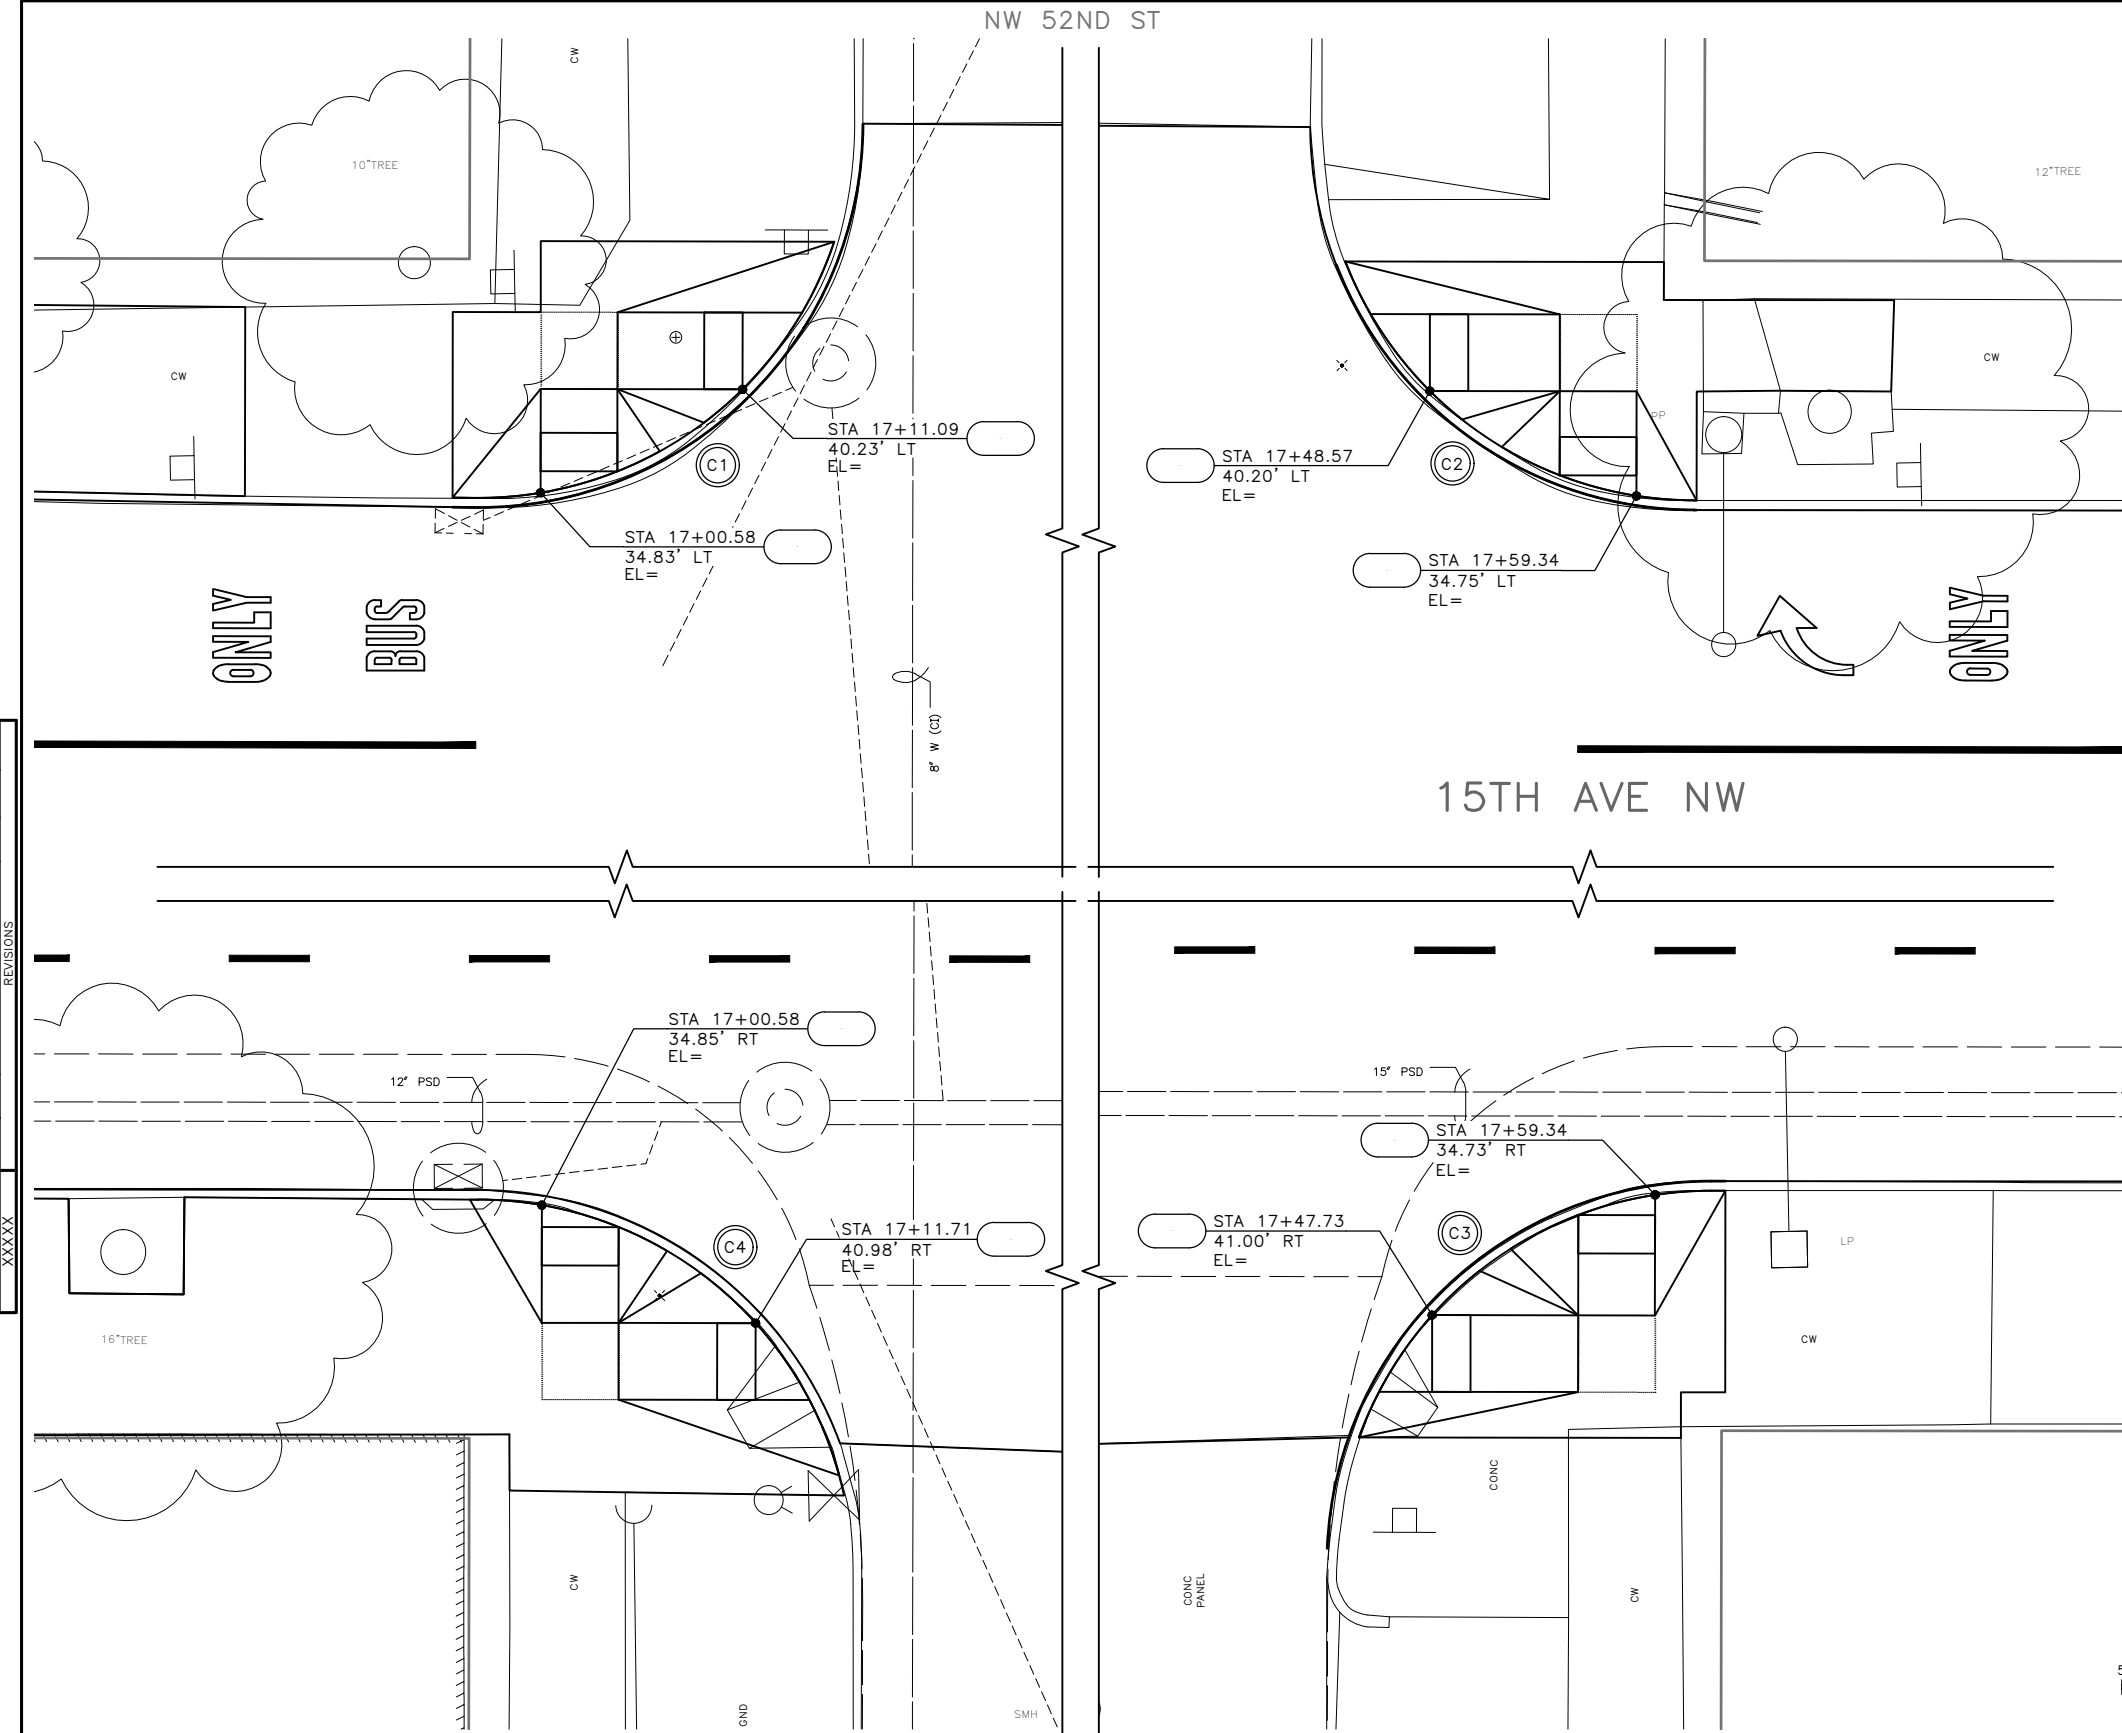 NW 52ND ST
CW
10"TREE
12"TREE
CW
CW
PP
STA 17+11.09
40.23' LT
EL=
C1
STA 17+48.57
40.20' LT
EL=
C2
STA 17+00.58
34.83' LT
EL=
STA 17+59.34
34.75' LT
EL=
ONLY
BUS
ONLY
8" W (CI)
15TH AVE NW
REVISIONS
STA 17+00.58
34.85' RT
EL=
12" PSD
15" PSD
STA 17+59.34
34.73' RT
EL=
STA 17+11.71
40.98' RT
EL=
C4
STA 17+47.73
41.00' RT
EL=
C3
XXXXX
LP
16"TREE
CW
CONC
CW
CONC
PANEL
CW
GND
SMH